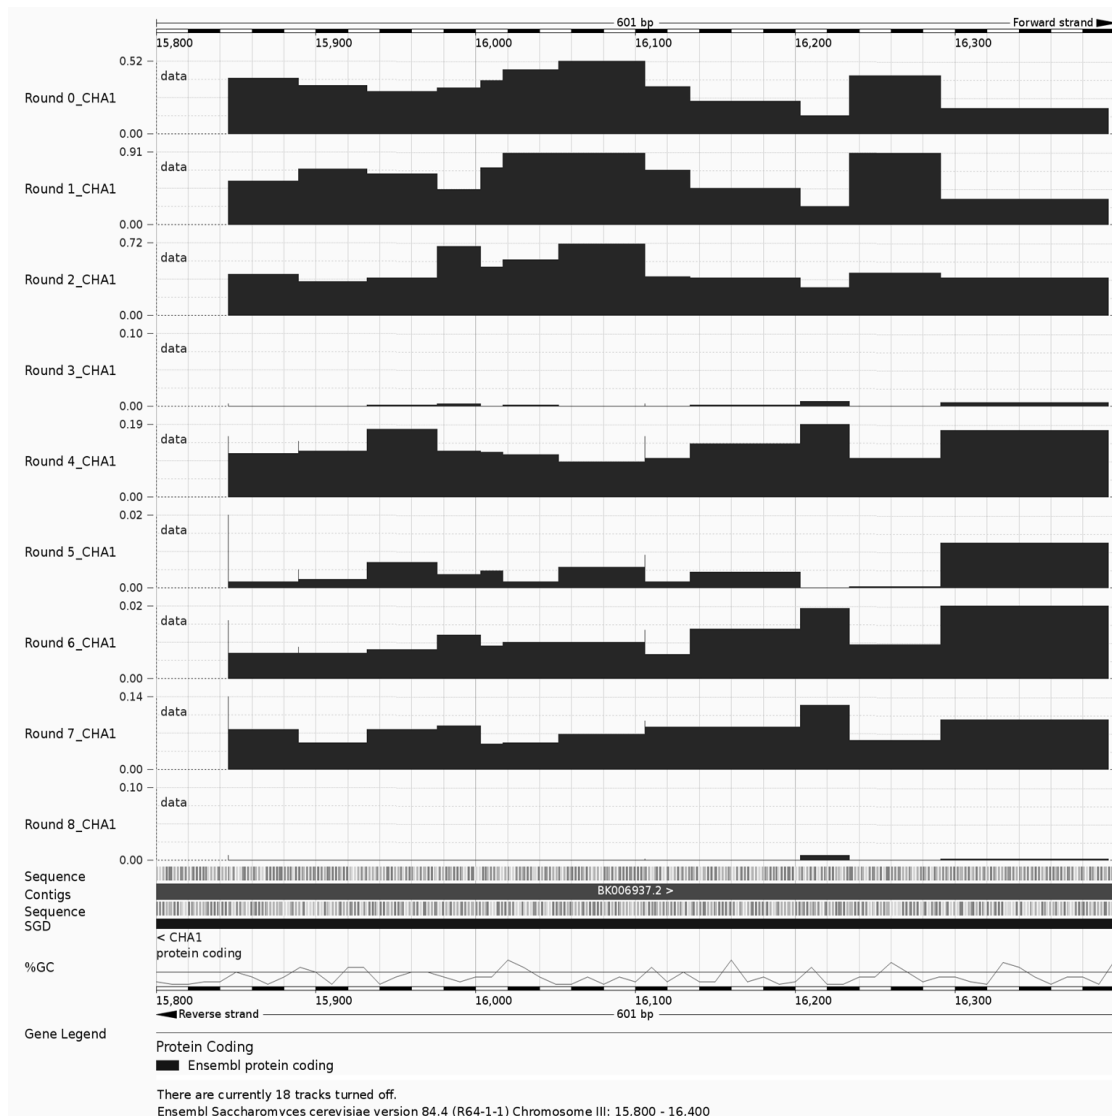 601 bp Forward strand
15,800 15,900 16,000 16,100 16,200 16,300
0.52
data
Round 0_CHA1
0.00
0.91
data
Round 1_CHA1
0.00
0.72
data
Round 2_CHA1
0.00
0.10
data
Round 3_CHA1
0.00
0.19
data
Round 4_CHA1
0.00
0.02
data
Round 5_CHA1
0.00
0.02
data
Round 6_CHA1
0.00
0.14
data
Round 7_CHA1
0.00
0.10
data
Round 8_CHA1
0.00
Sequence
Contigs BK006937.2 >
Sequence
SGD
< CHA1
protein coding
%GC
15,800 15,900 16,000 16,100 16,200 16,300
Reverse strand 601 bp
Gene Legend
Protein Coding
Ensembl protein coding
There are currently 18 tracks turned off.
Ensembl Saccharomyces cerevisiae version 84.4 (R64-1-1) Chromosome III: 15,800 - 16,400